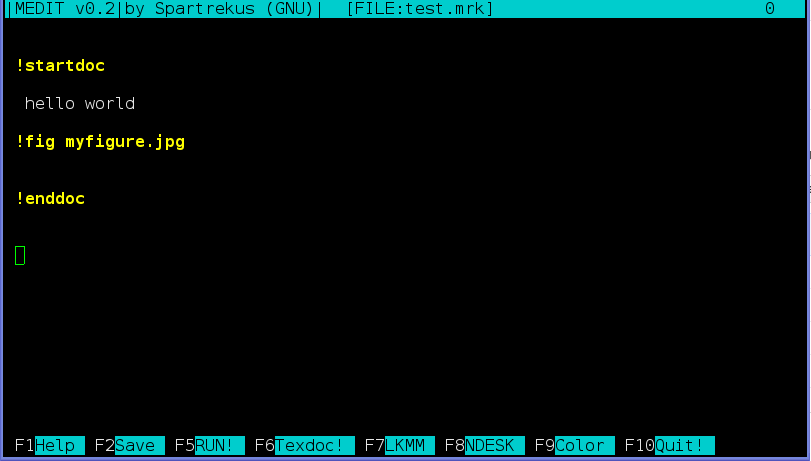 |MEDIT v0.2|by Spartrekus (GNU)|  [FILE:test.mrk] 0
!startdoc
hello world
!fig myfigure.jpg
!enddoc
F1Help F2Save F5RUN! F6Texdoc! F7LKMM F8NDESK F9Color F10Quit!